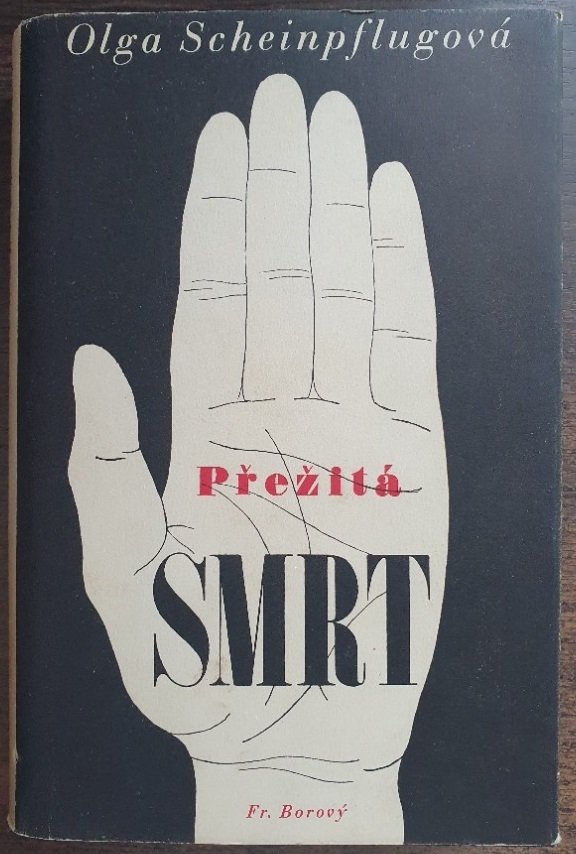 Olga Scheinpflugová
Přežitá
SMRT
Fr. Borový